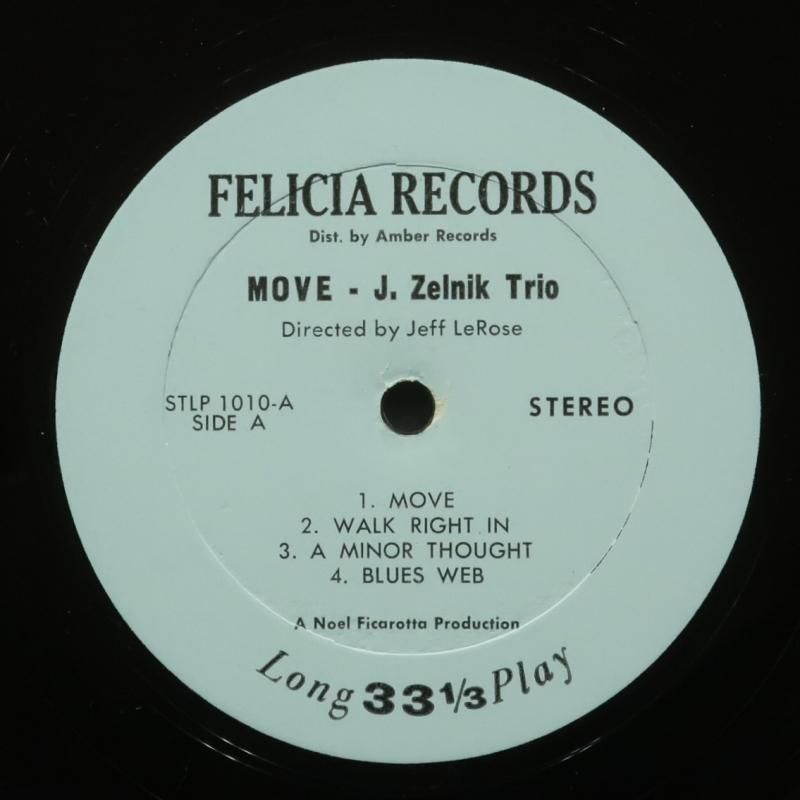 FELICIA RECORDS
Dist. by Amber Records
MOVE - J. Zelnik Trio
Directed by Jeff LeRose
STLP 1010-A
SIDE A
STEREO
1. MOVE
2. WALK RIGHT IN
3. A MINOR THOUGHT
4. BLUES WEB
A Noel Ficarotta Production
Long 33 1/3 Play